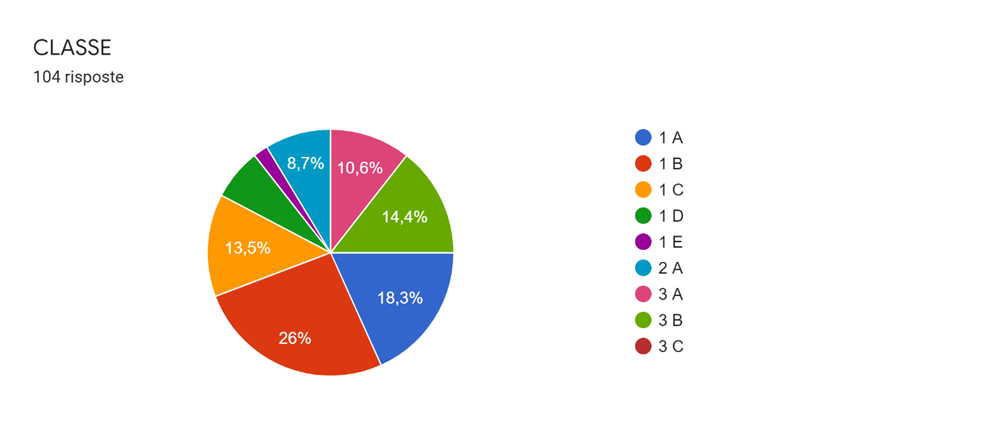 CLASSE
104 risposte
8,7%
10,6%
14,4%
13,5%
18,3%
26%
1 A
1 B
1 C
1 D
1 E
2 A
3 A
3 B
3 C